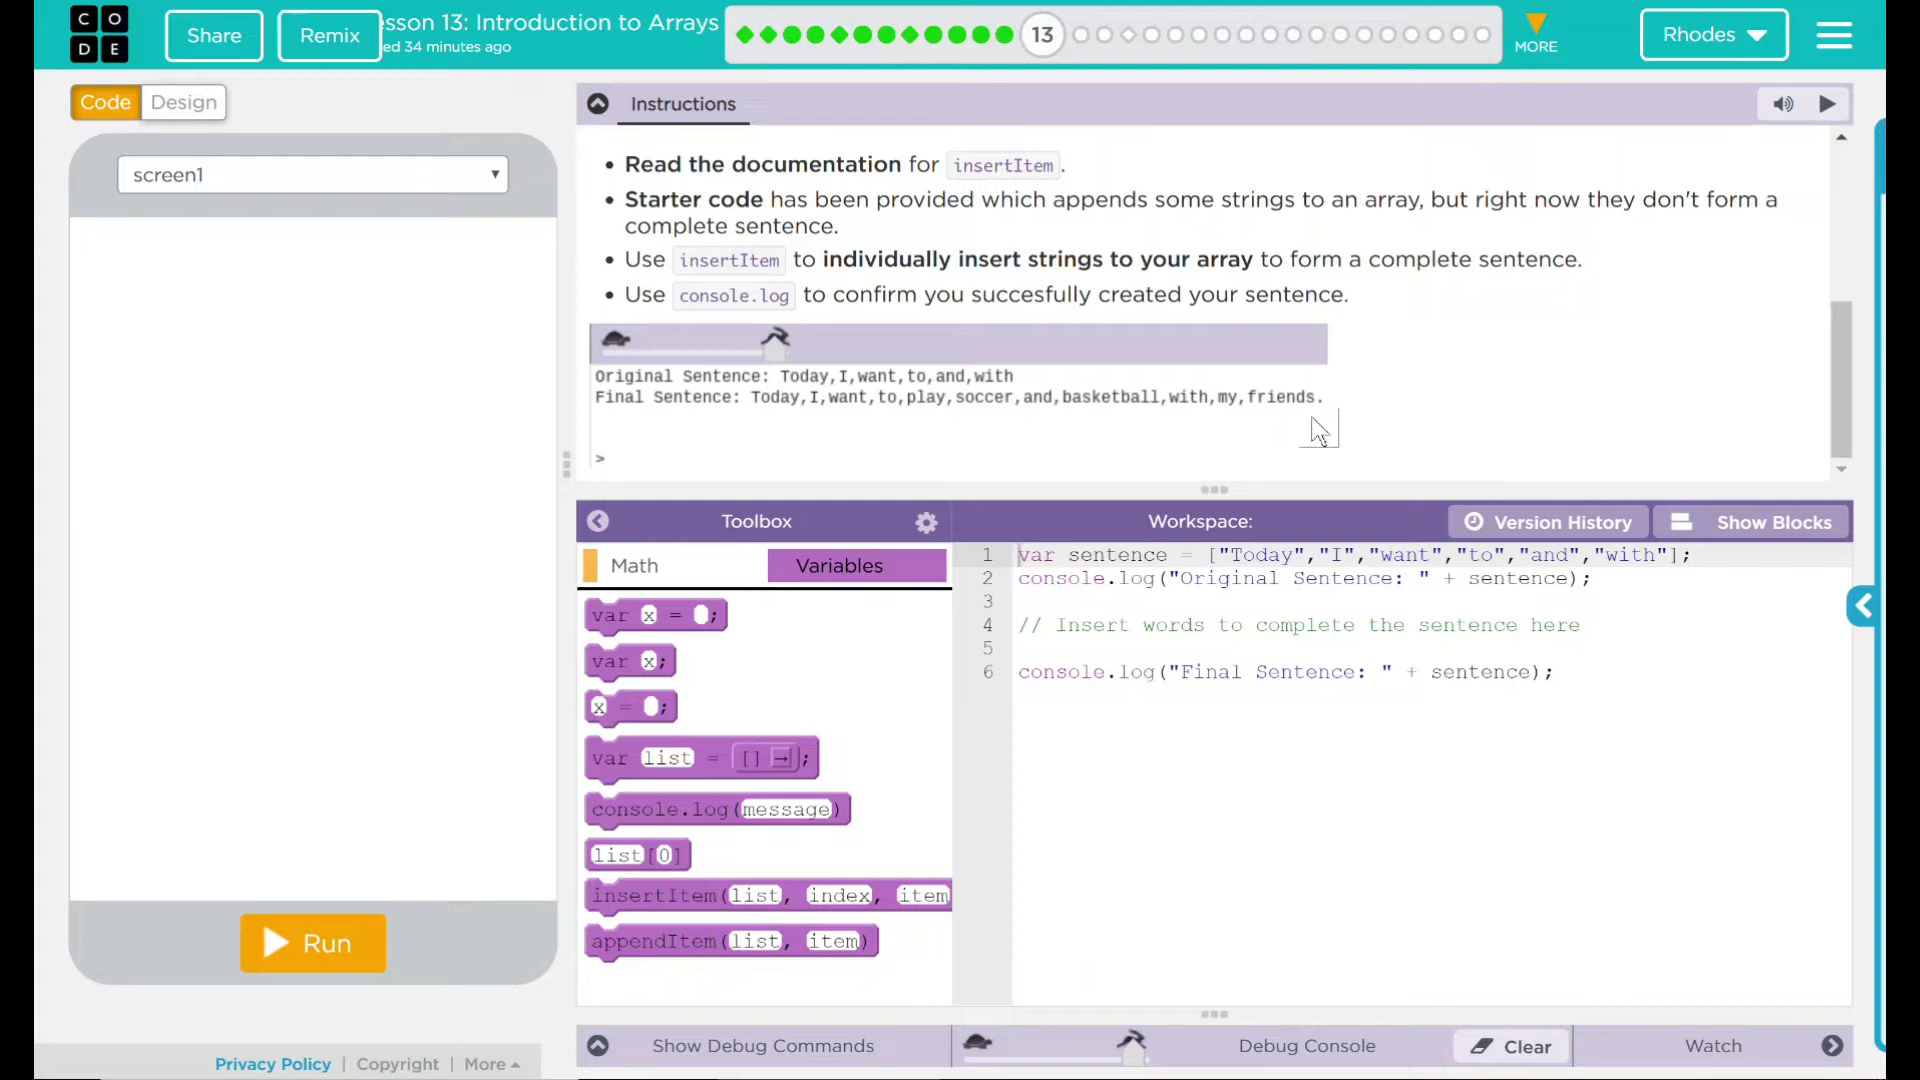 CODE
Share
Remix
esson 13: Introduction to Arrays
ed 34 minutes ago
13
MORE
Rhodes
Code
Design
screen1
Instructions
Read the documentation for insertItem.
Starter code has been provided which appends some strings to an array, but right now they don't form a
complete sentence.
Use insertItem to individually insert strings to your array to form a complete sentence.
Use console.log to confirm you succesfully created your sentence.
Original Sentence: Today,I,want,to,and,with
Final Sentence: Today,I,want,to,play,soccer,and,basketball,with,my,friends.
>
Toolbox
Workspace:
Version History
Show Blocks
Math
Variables
var x = ;
var x;
x = ;
var list = [] ;
console.log(message)
list[0]
insertItem(list, index, item
appendItem(list, item)
1 var sentence = ["Today","I","want","to","and","with"];
2 console.log("Original Sentence: " + sentence);
3
4 // Insert words to complete the sentence here
5
6 console.log("Final Sentence: " + sentence);
Run
Show Debug Commands
Debug Console
Clear
Watch
Privacy Policy | Copyright | More